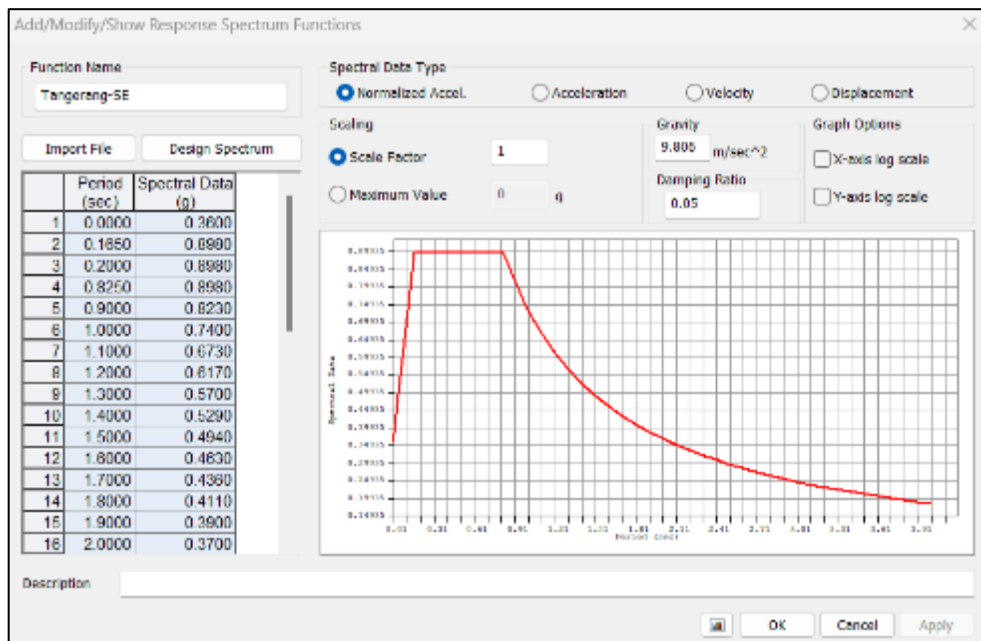 Add/Modify/Show Response Spectrum Functions
Function Name
Tangerang-SE
Import File
Design Spectrum
Period (sec) Spectral Data (g)
1 0.0000 0.3600
2 0.1650 0.8980
3 0.2000 0.8980
4 0.8250 0.8980
5 0.9000 0.8230
6 1.0000 0.7400
7 1.1000 0.6730
8 1.2000 0.6170
9 1.3000 0.5700
10 1.4000 0.5290
11 1.5000 0.4940
12 1.6000 0.4630
13 1.7000 0.4360
14 1.8000 0.4110
15 1.9000 0.3900
16 2.0000 0.3700
Spectral Data Type
Normalized Accel.
Acceleration
Velocity
Displacement
Scaling
Scale Factor 1
Maximum Value 0 g
Gravity
9.806 m/sec^2
Damping Ratio
0.05
Graph Options
X-axis log scale
Y-axis log scale
Spectral Data
Description
OK
Cancel
Apply